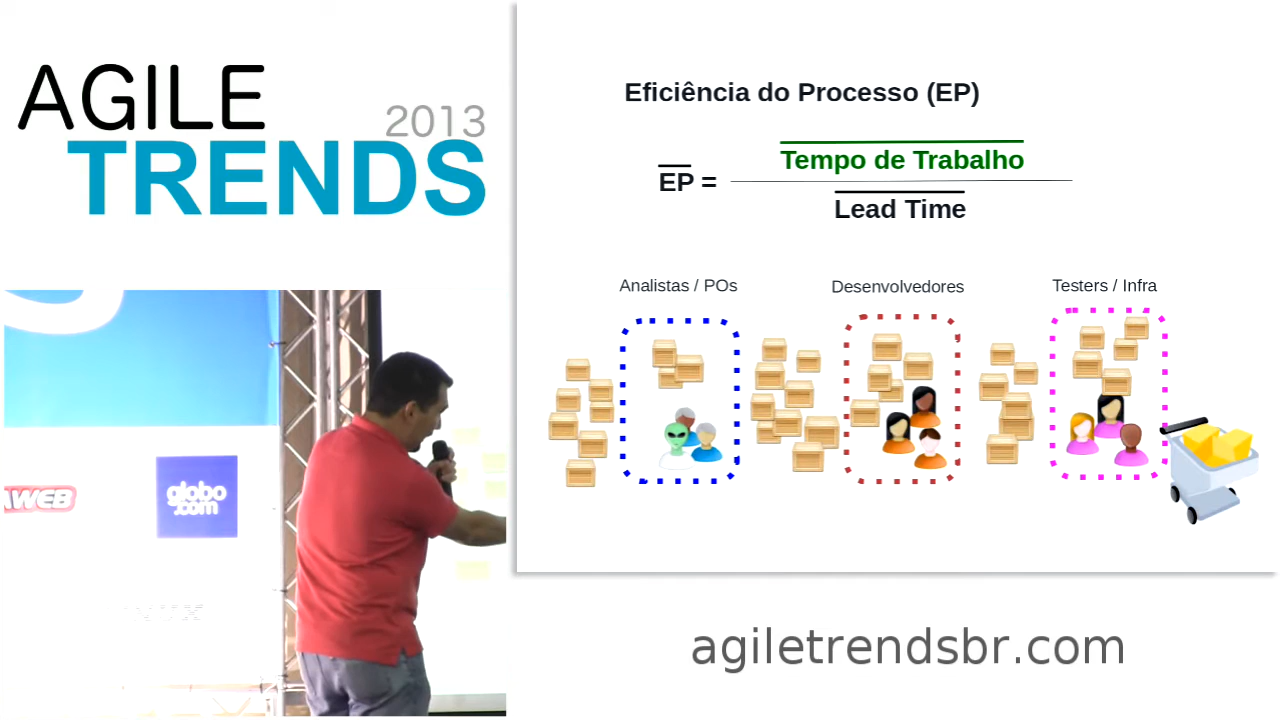 AGILE
2013
TRENDS
WEB
globo
.com
Eficiência do Processo (EP)
EP =
Tempo de Trabalho
Lead Time
Analistas / POs
Desenvolvedores
Testers / Infra
agiletrendsbr.com